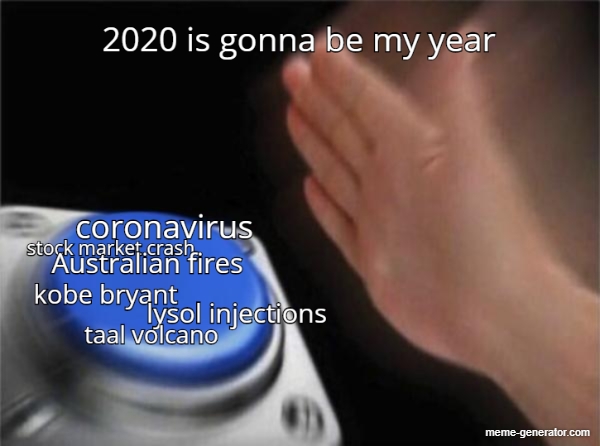 2020 is gonna be my year
coronavirus
stock market crash
Australian fires
kobe bryant
lysol injections
taal volcano
meme-generator.com